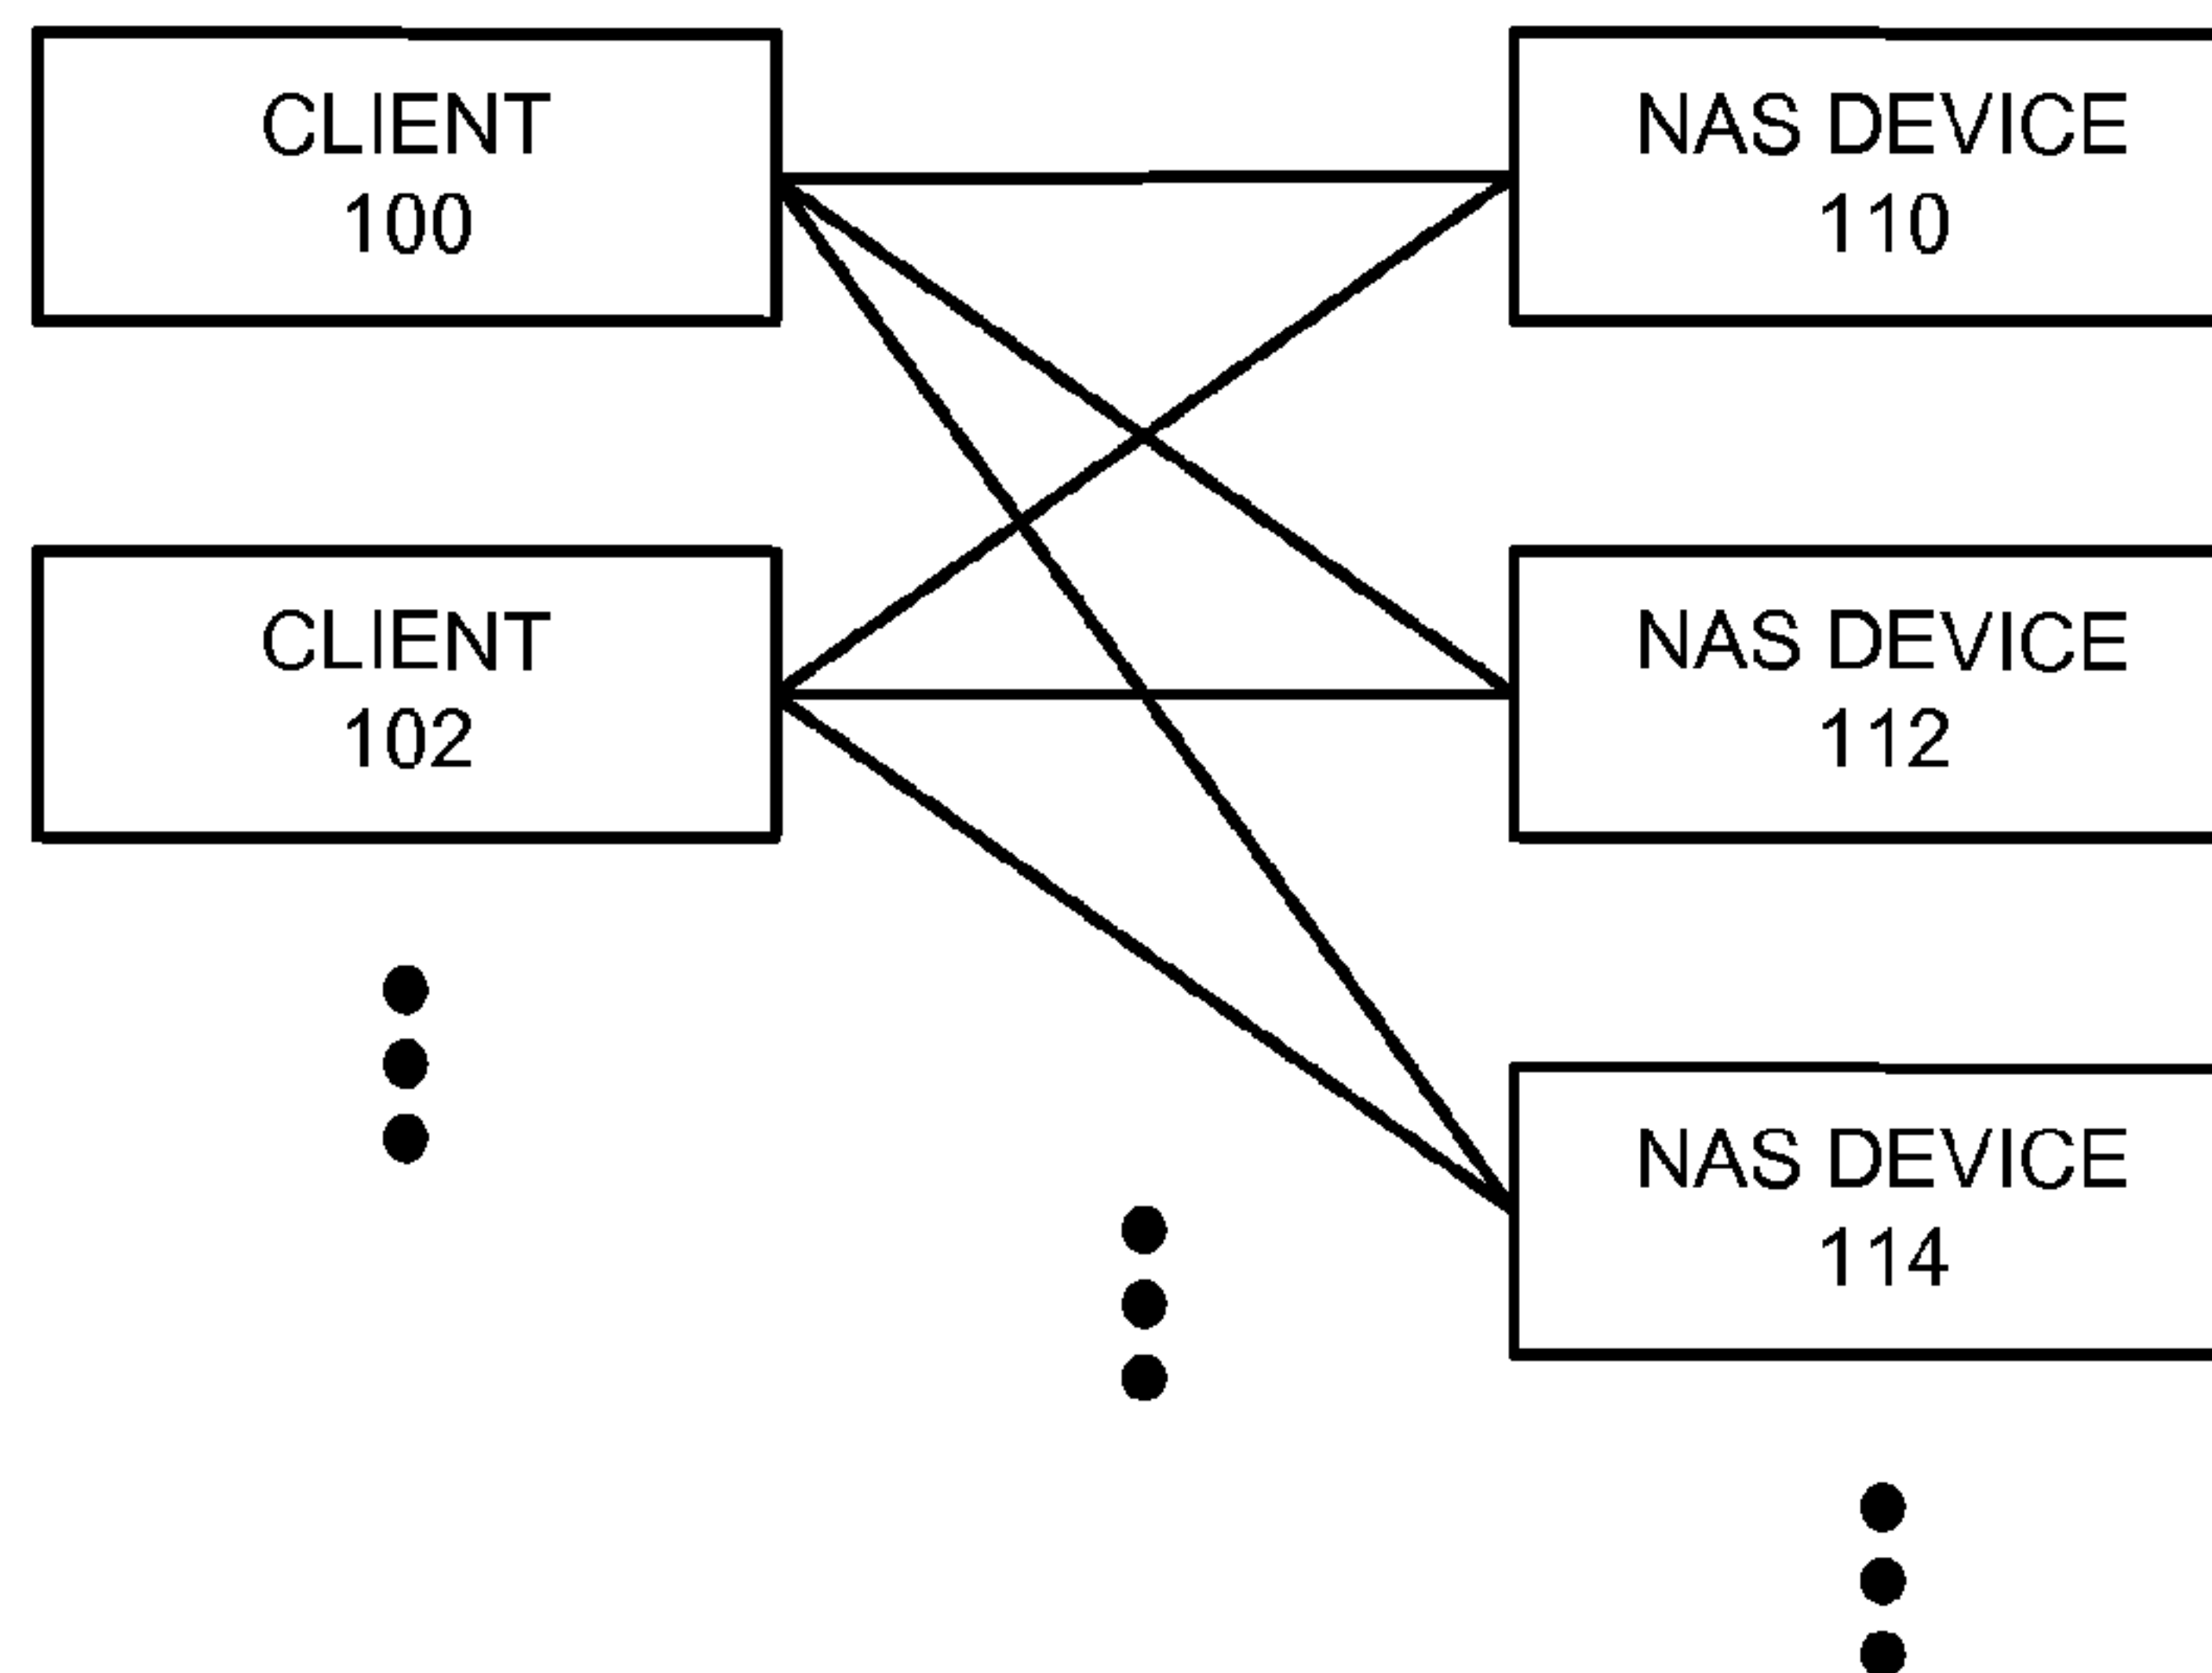 CLIENT
100
NAS DEVICE
110
CLIENT
102
NAS DEVICE
112
NAS DEVICE
114